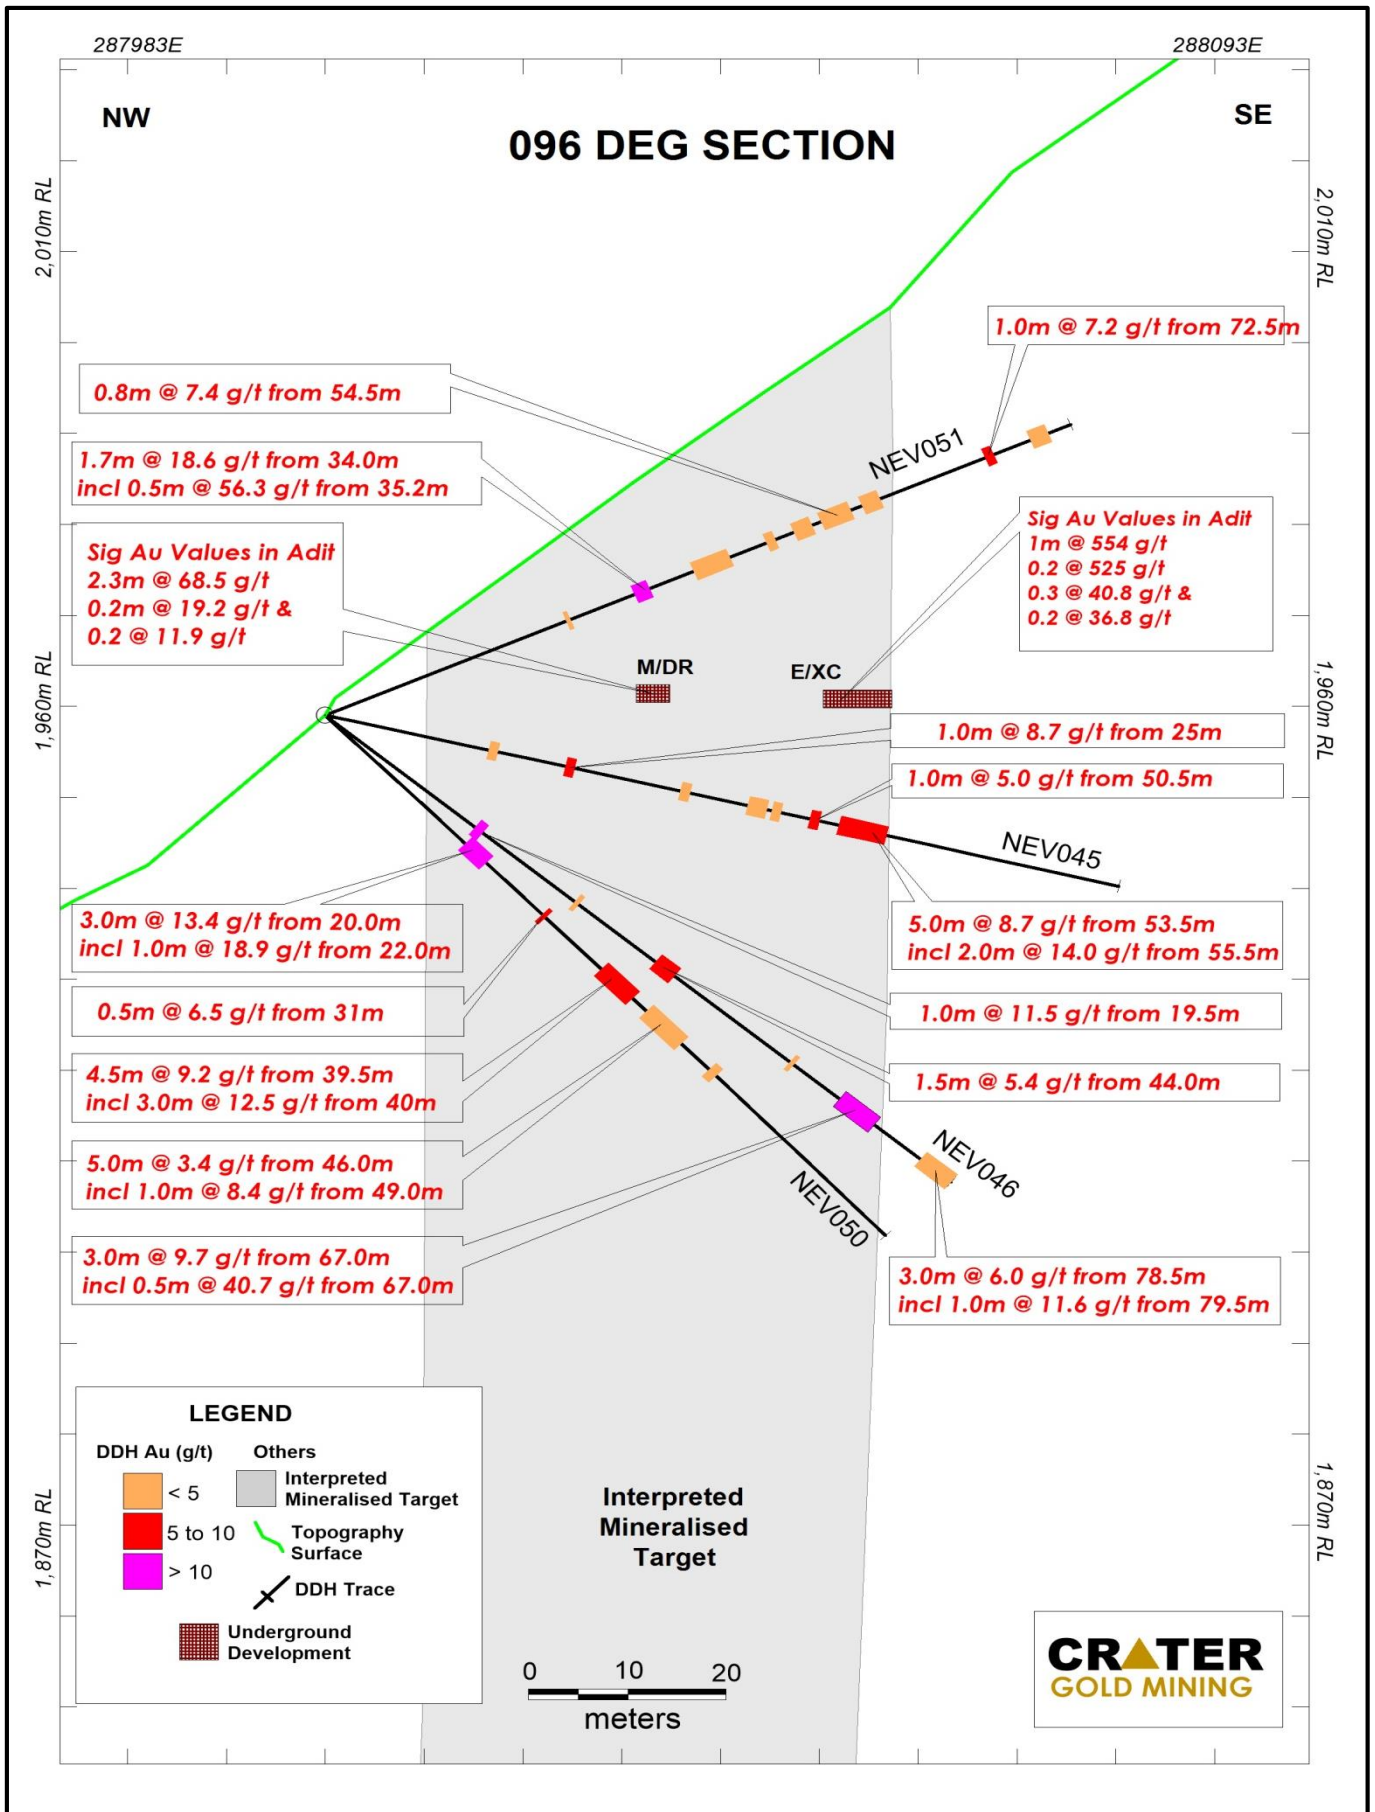 287983E
288093E
NW
SE
096 DEG SECTION
2,010m RL
2,010m RL
1.0m @ 7.2 g/t from 72.5m
0.8m @ 7.4 g/t from 54.5m
NEV051
1.7m @ 18.6 g/t from 34.0m
incl 0.5m @ 56.3 g/t from 35.2m
Sig Au Values in Adit
2.3m @ 68.5 g/t
0.2m @ 19.2 g/t &
0.2 @ 11.9 g/t
Sig Au Values in Adit
1m @ 554 g/t
0.2 @ 525 g/t
0.3 @ 40.8 g/t &
0.2 @ 36.8 g/t
M/DR
E/XC
1,960m RL
1,960m RL
1.0m @ 8.7 g/t from 25m
1.0m @ 5.0 g/t from 50.5m
NEV045
3.0m @ 13.4 g/t from 20.0m
incl 1.0m @ 18.9 g/t from 22.0m
5.0m @ 8.7 g/t from 53.5m
incl 2.0m @ 14.0 g/t from 55.5m
0.5m @ 6.5 g/t from 31m
1.0m @ 11.5 g/t from 19.5m
4.5m @ 9.2 g/t from 39.5m
incl 3.0m @ 12.5 g/t from 40m
1.5m @ 5.4 g/t from 44.0m
5.0m @ 3.4 g/t from 46.0m
incl 1.0m @ 8.4 g/t from 49.0m
NEV046
NEV050
3.0m @ 9.7 g/t from 67.0m
incl 0.5m @ 40.7 g/t from 67.0m
3.0m @ 6.0 g/t from 78.5m
incl 1.0m @ 11.6 g/t from 79.5m
LEGEND
DDH Au (g/t)
Others
< 5
5 to 10
> 10
Interpreted
Mineralised Target
Topography
Surface
DDH Trace
Underground
Development
Interpreted
Mineralised
Target
1,870m RL
1,870m RL
0 10 20
meters
CRATER
GOLD MINING